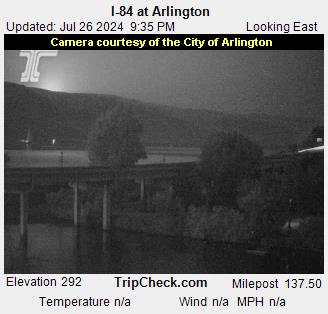 I-84 at Arlington
Updated: Jul 26 2024 9:35 PM Looking East
Camera courtesy of the City of Arlington
Elevation 292 TripCheck.com Milepost 137.50
Temperature n/a Wind n/a MPH n/a